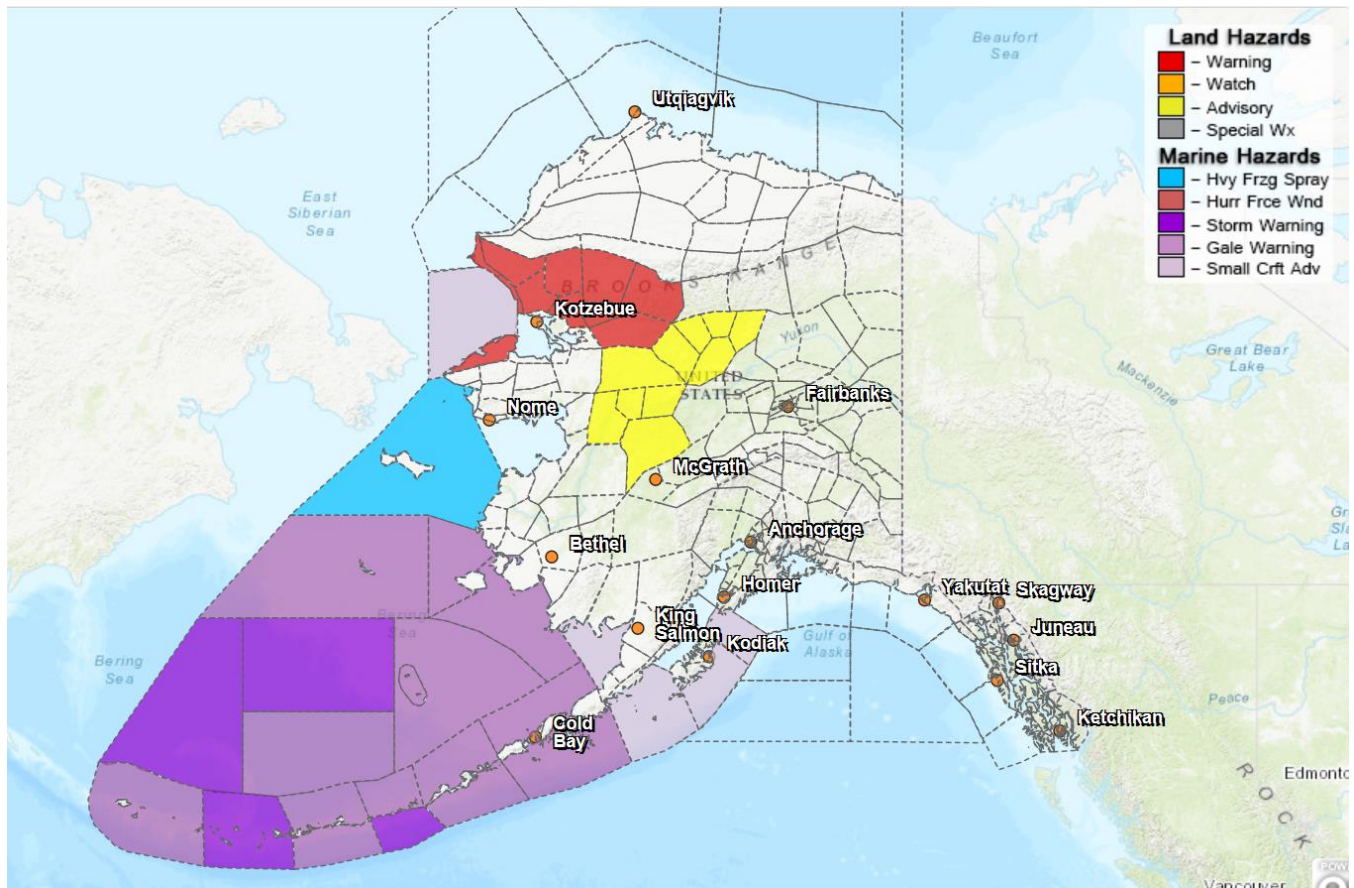 Beaufort
Sea
Land Hazards
– Warning
– Watch
– Advisory
– Special Wx
Marine Hazards
– Hvy Frzg Spray
– Hurr Frce Wnd
– Storm Warning
– Gale Warning
– Small Crft Adv
Utqiagvik
East
Siberian
Sea
BROOKS RANGE
Kotzebue
Yukon
Great Bear
Lake
Mackenzie
UNITED
STATES
Fairbanks
Nome
McGrath
Anchorage
Bethel
Homer
Yakutat
Skagway
King
Salmon
Juneau
Kodiak
Gulf of
Alaska
Bering
Sea
Bering
Sea
Sitka
Peace
Ketchikan
Cold
Bay
ROCK
Edmonto
Vancouver
POW